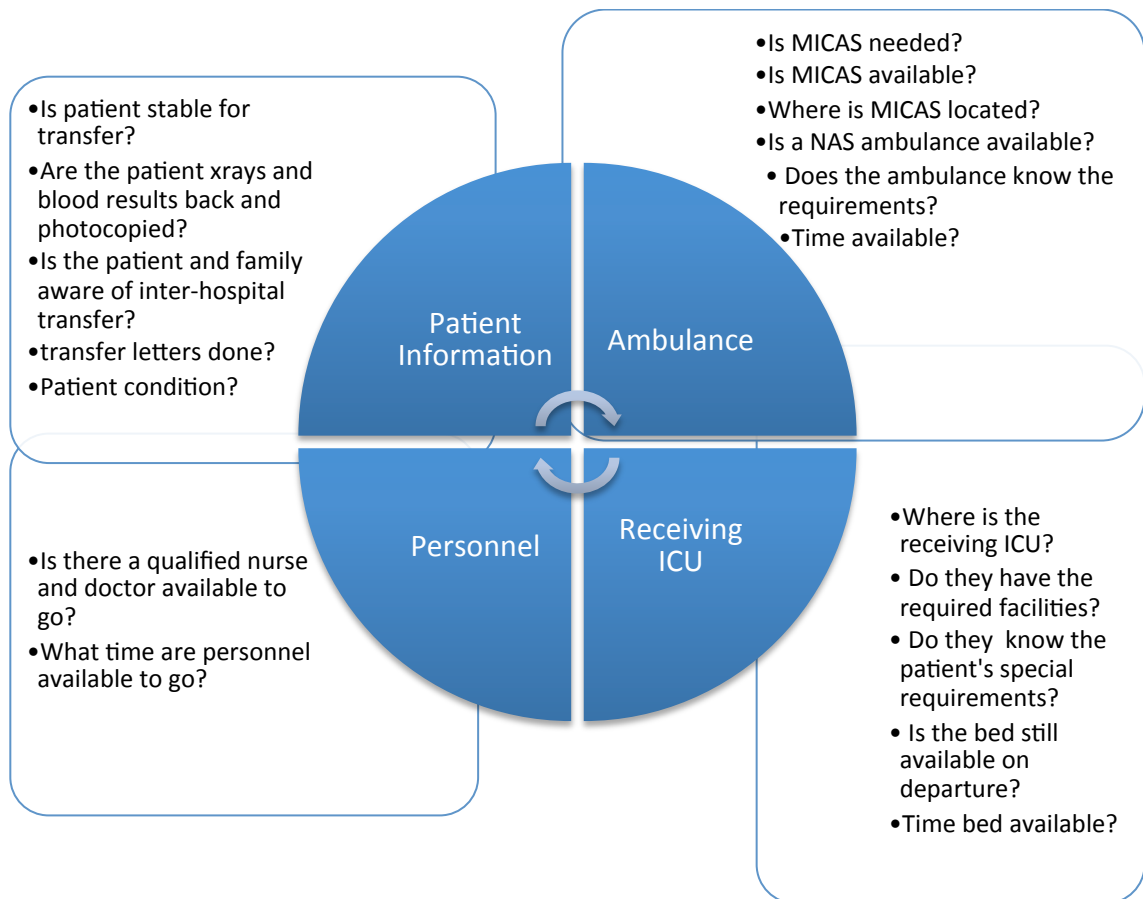 •Is patient stable for
transfer?
•Are the patient xrays and
blood results back and
photocopied?
•Is the patient and family
aware of inter-hospital
transfer?
•transfer letters done?
•Patient condition?
•Is MICAS needed?
•Is MICAS available?
•Where is MICAS located?
•Is a NAS ambulance available?
• Does the ambulance know the
requirements?
•Time available?
Patient
Information
Ambulance
Personnel
Receiving
ICU
•Is there a qualified nurse
and doctor available to
go?
•What time are personnel
available to go?
•Where is the
receiving ICU?
• Do they have the
required facilities?
• Do they  know the
patient's special
requirements?
• Is the bed still
available on
departure?
•Time bed available?